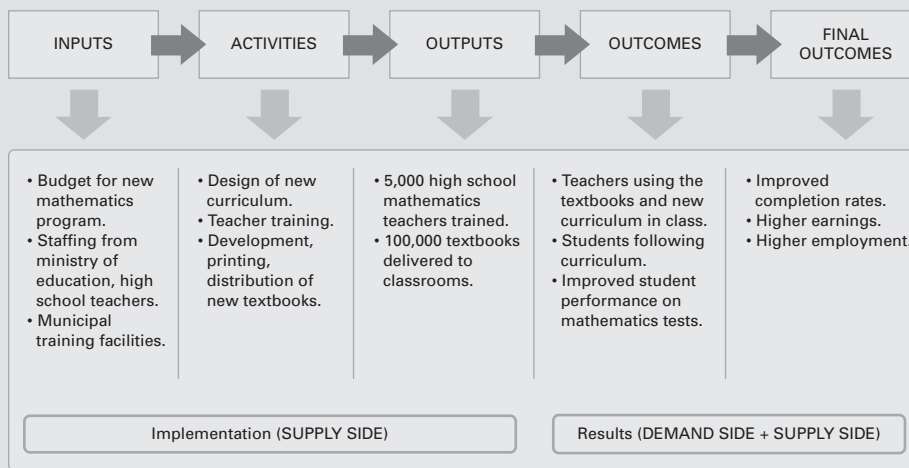 INPUTS
ACTIVITIES
OUTPUTS
OUTCOMES
FINAL
OUTCOMES
• Budget for new
mathematics
program.
• Staffing from
ministry of
education, high
school teachers.
• Municipal
training facilities.
• Design of new
curriculum.
• Teacher training.
• Development,
printing,
distribution of
new textbooks.
• 5,000 high school
mathematics
teachers trained.
• 100,000 textbooks
delivered to
classrooms.
• Teachers using the
textbooks and new
curriculum in class.
• Students following
curriculum.
• Improved student
performance on
mathematics tests.
• Improved
completion rates.
• Higher earnings.
• Higher employment.
Implementation (SUPPLY SIDE)
Results (DEMAND SIDE + SUPPLY SIDE)